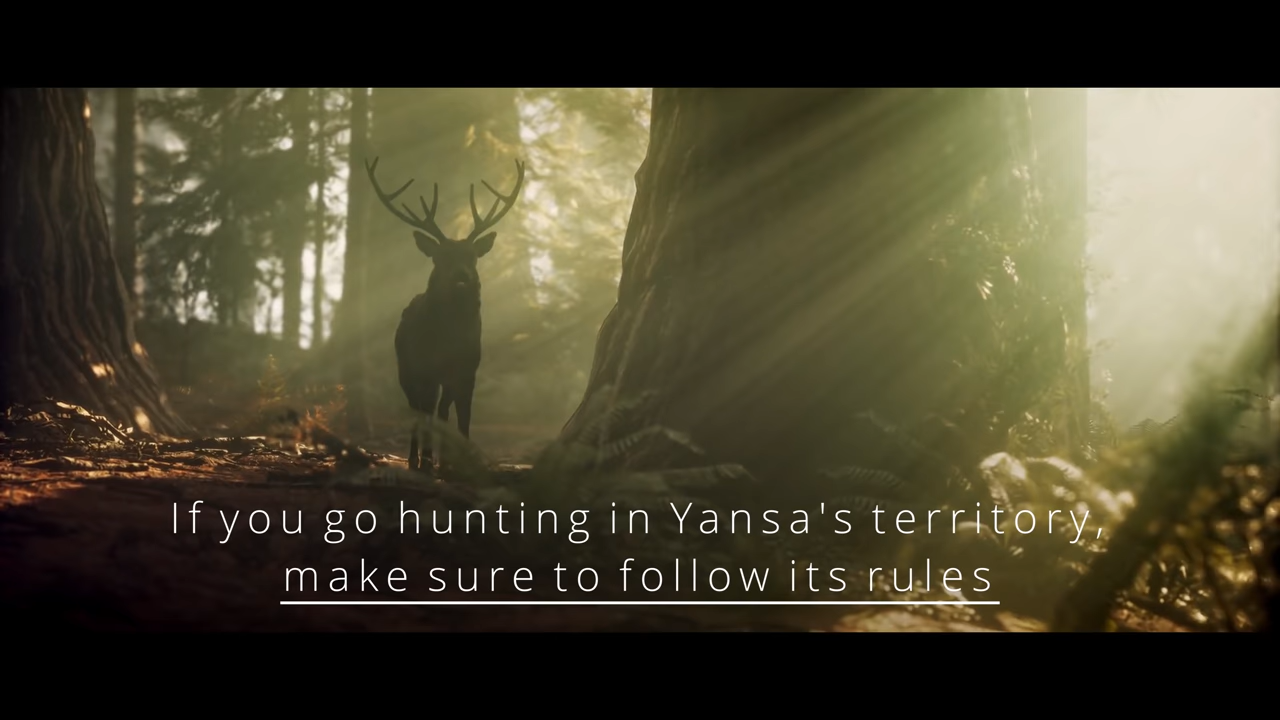 If you go hunting in Yansa's territory,
make sure to follow its rules